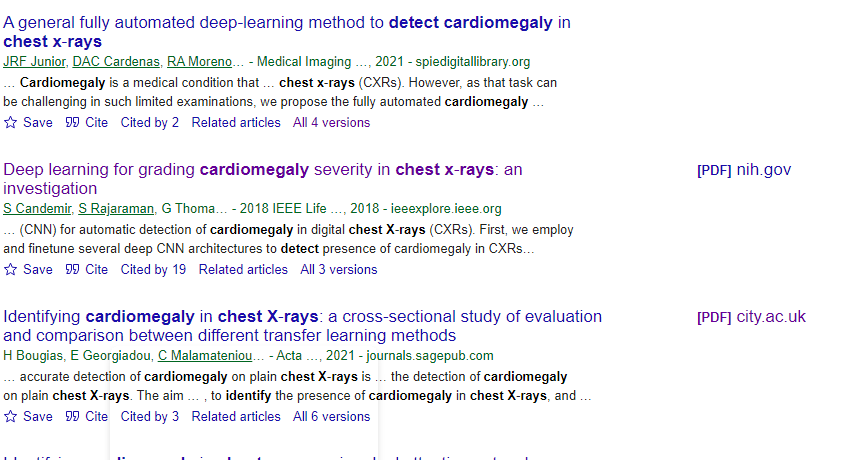 A general fully automated deep-learning method to detect cardiomegaly in
chest x-rays
JRF Junior, DAC Cardenas, RA Moreno… - Medical Imaging …, 2021 - spiedigitallibrary.org
… Cardiomegaly is a medical condition that … chest x-rays (CXRs). However, as that task can
be challenging in such limited examinations, we propose the fully automated cardiomegaly …
Save Cite Cited by 2 Related articles All 4 versions
Deep learning for grading cardiomegaly severity in chest x-rays: an
investigation
[PDF] nih.gov
S Candemir, S Rajaraman, G Thoma… - 2018 IEEE Life …, 2018 - ieeexplore.ieee.org
… (CNN) for automatic detection of cardiomegaly in digital chest X-rays (CXRs). First, we employ
and finetune several deep CNN architectures to detect presence of cardiomegaly in CXRs…
Save Cite Cited by 19 Related articles All 3 versions
Identifying cardiomegaly in chest X-rays: a cross-sectional study of evaluation
and comparison between different transfer learning methods
[PDF] city.ac.uk
H Bougias, E Georgiadou, C Malamateniou… - Acta …, 2021 - journals.sagepub.com
… accurate detection of cardiomegaly on plain chest X-rays is … the detection of cardiomegaly
on plain chest X-rays. The aim … , to identify the presence of cardiomegaly in chest X-rays, and …
Save Cite Cited by 3 Related articles All 6 versions